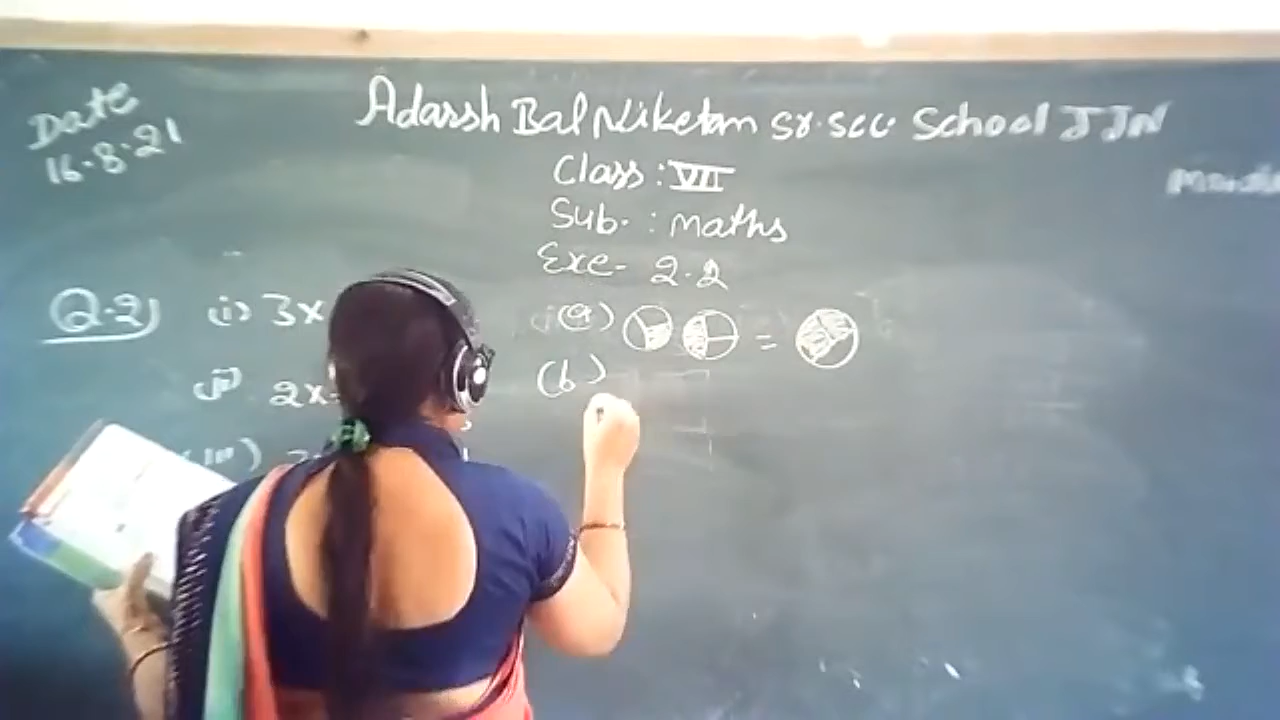 Date
16.8.21
Adarsh Bal Niketan Sr. Sec. School JJN
Class : VII
Sub. : maths
Exe- 2.2
Q.2)
(i) 3x
(ii) 2x
(iii)
(a) =
(b)